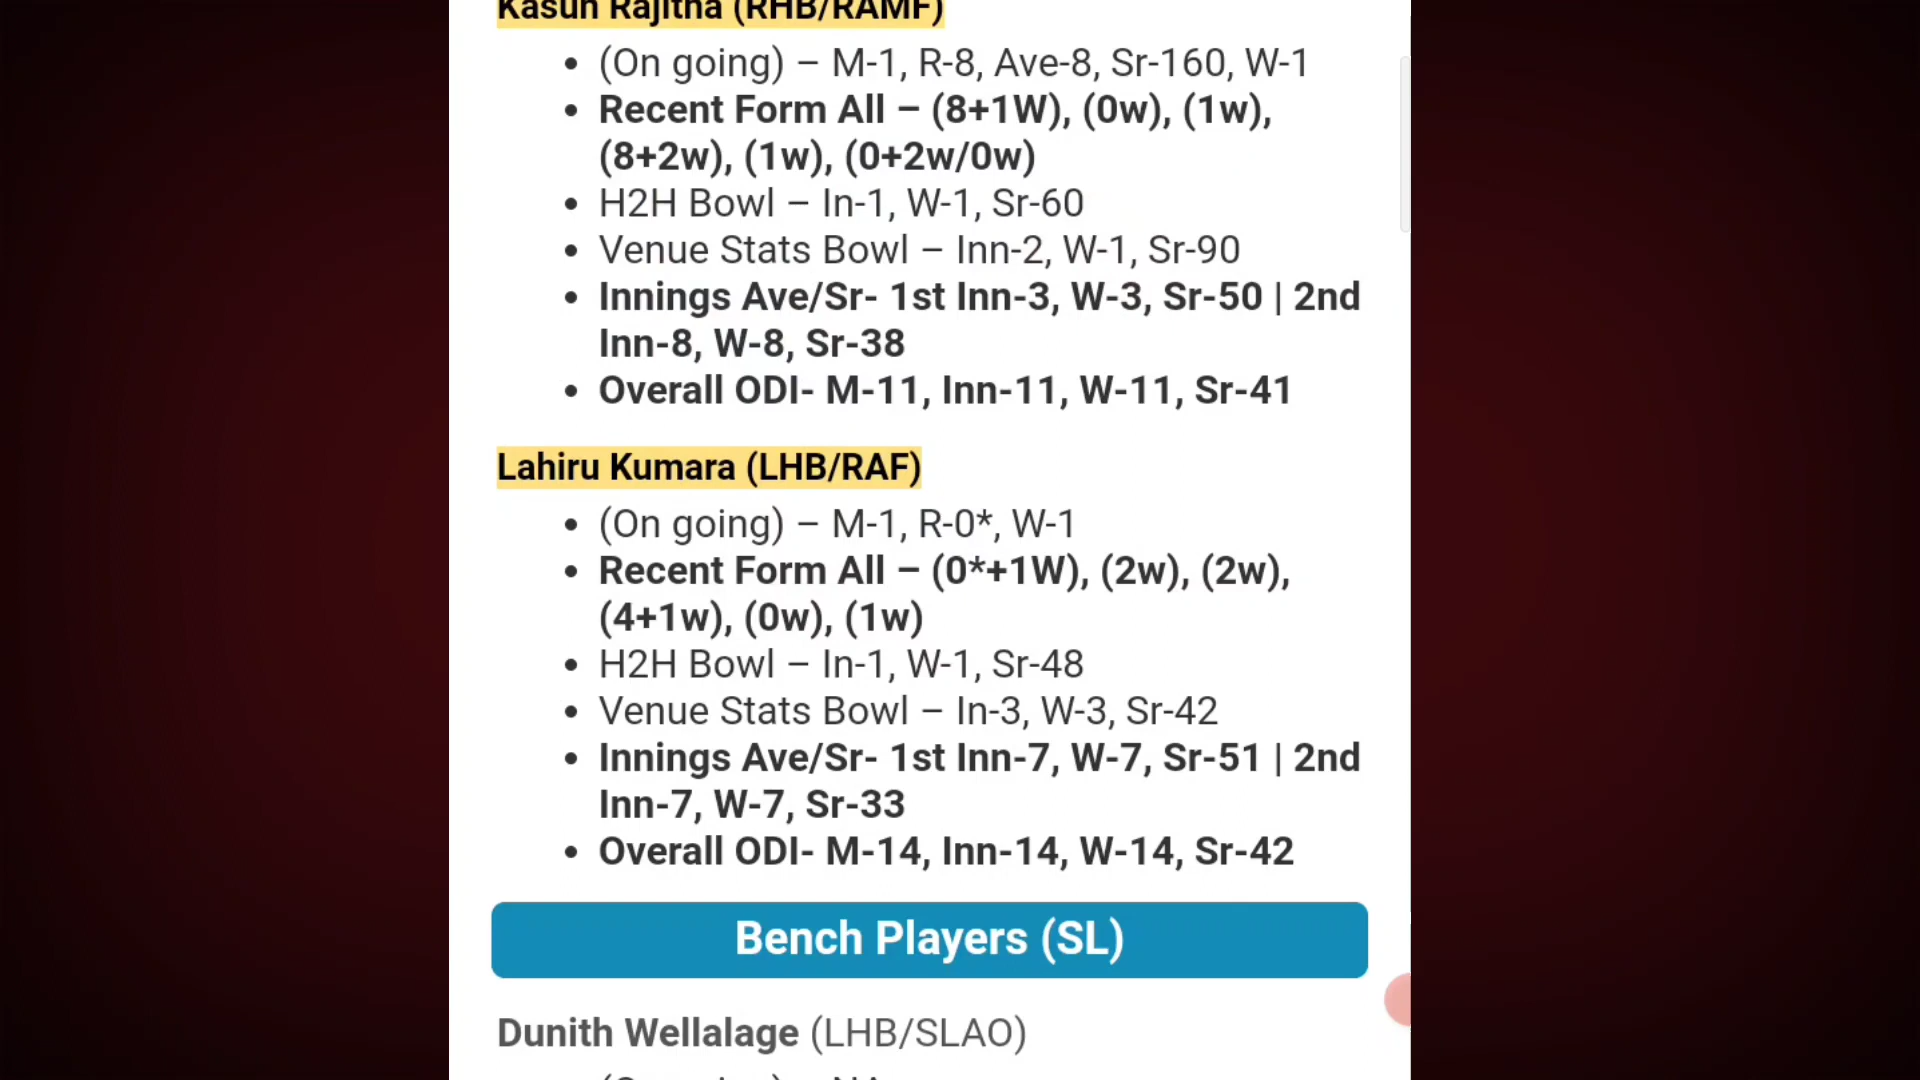 Kasun Rajitha (RHB/RAMF)
• (On going) – M-1, R-8, Ave-8, Sr-160, W-1
• Recent Form All – (8+1W), (0w), (1w),
(8+2w), (1w), (0+2w/0w)
• H2H Bowl – In-1, W-1, Sr-60
• Venue Stats Bowl – Inn-2, W-1, Sr-90
• Innings Ave/Sr- 1st Inn-3, W-3, Sr-50 | 2nd
Inn-8, W-8, Sr-38
• Overall ODI- M-11, Inn-11, W-11, Sr-41
Lahiru Kumara (LHB/RAF)
• (On going) – M-1, R-0*, W-1
• Recent Form All – (0*+1W), (2w), (2w),
(4+1w), (0w), (1w)
• H2H Bowl – In-1, W-1, Sr-48
• Venue Stats Bowl – In-3, W-3, Sr-42
• Innings Ave/Sr- 1st Inn-7, W-7, Sr-51 | 2nd
Inn-7, W-7, Sr-33
• Overall ODI- M-14, Inn-14, W-14, Sr-42
Bench Players (SL)
Dunith Wellalage (LHB/SLAO)